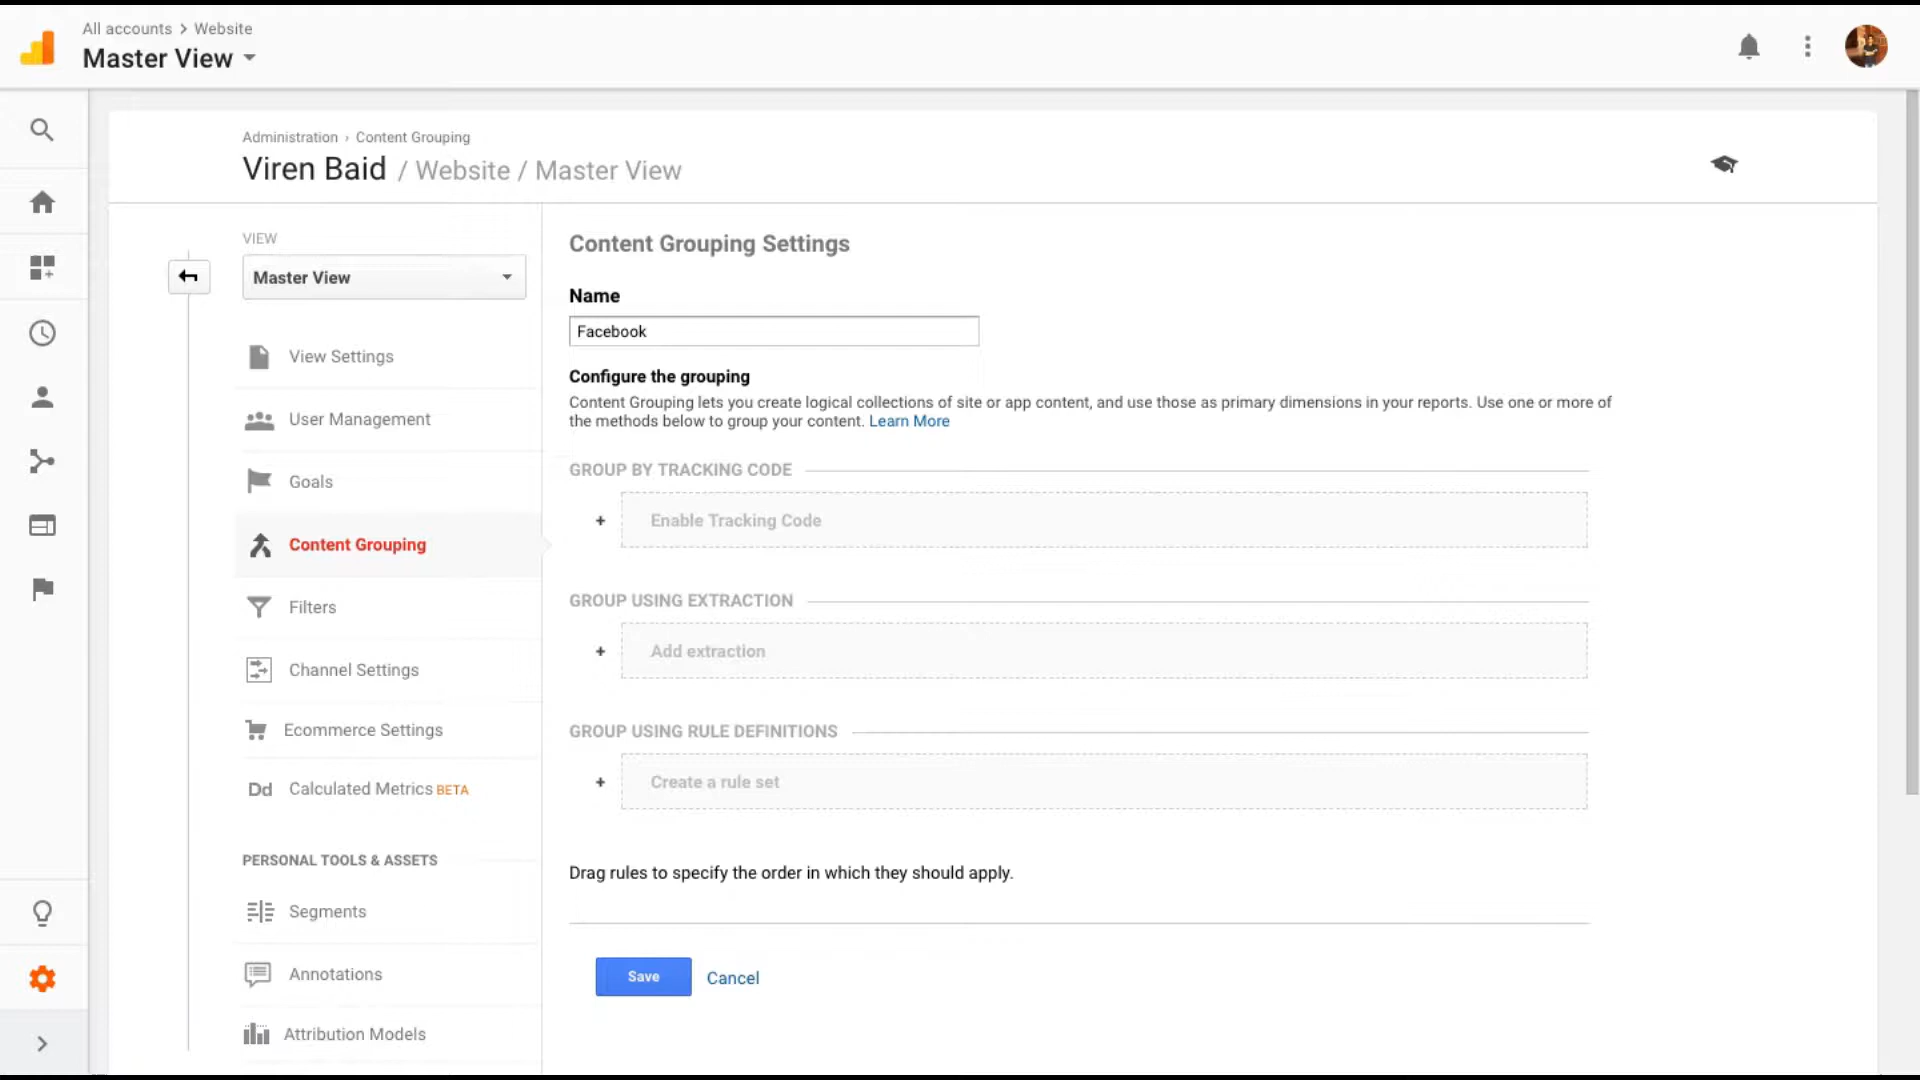 All accounts > Website
Master View
Administration › Content Grouping
Viren Baid / Website / Master View
VIEW
Master View
View Settings
User Management
Goals
Content Grouping
Filters
Channel Settings
Ecommerce Settings
Dd Calculated Metrics BETA
PERSONAL TOOLS & ASSETS
Segments
Annotations
Attribution Models
Content Grouping Settings
Name
Facebook
Configure the grouping
Content Grouping lets you create logical collections of site or app content, and use those as primary dimensions in your reports. Use one or more of
the methods below to group your content. Learn More
GROUP BY TRACKING CODE
+ Enable Tracking Code
GROUP USING EXTRACTION
+ Add extraction
GROUP USING RULE DEFINITIONS
+ Create a rule set
Drag rules to specify the order in which they should apply.
Save Cancel